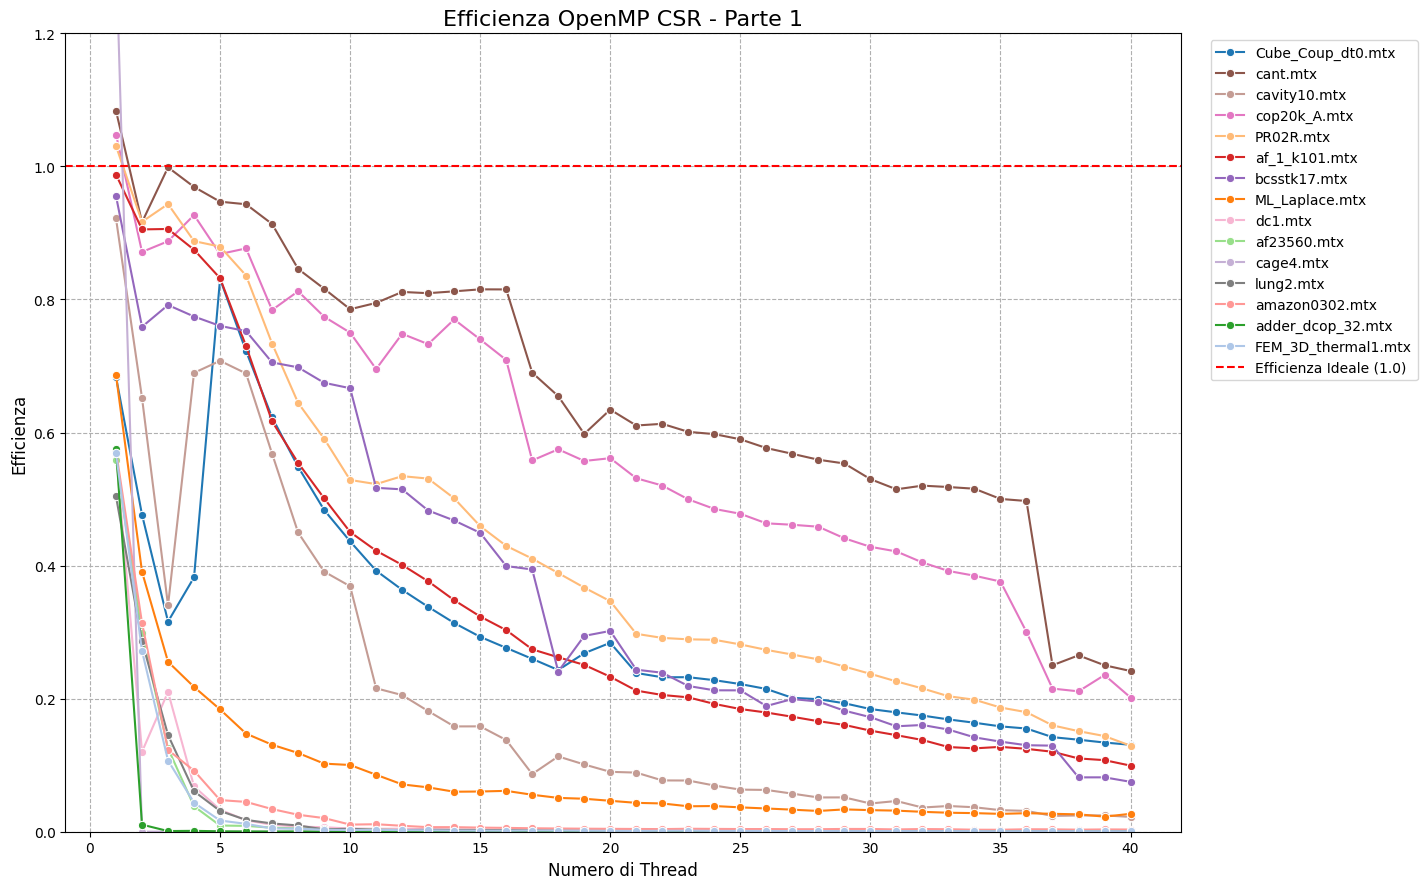 Efficienza OpenMP CSR - Parte 1
Efficienza
1.2
1.0
0.8
0.6
0.4
0.2
0.0
0 5 10 15 20 25 30 35 40
Numero di Thread
Cube_Coup_dt0.mtx
cant.mtx
cavity10.mtx
cop20k_A.mtx
PR02R.mtx
af_1_k101.mtx
bcsstk17.mtx
ML_Laplace.mtx
dc1.mtx
af23560.mtx
cage4.mtx
lung2.mtx
amazon0302.mtx
adder_dcop_32.mtx
FEM_3D_thermal1.mtx
Efficienza Ideale (1.0)